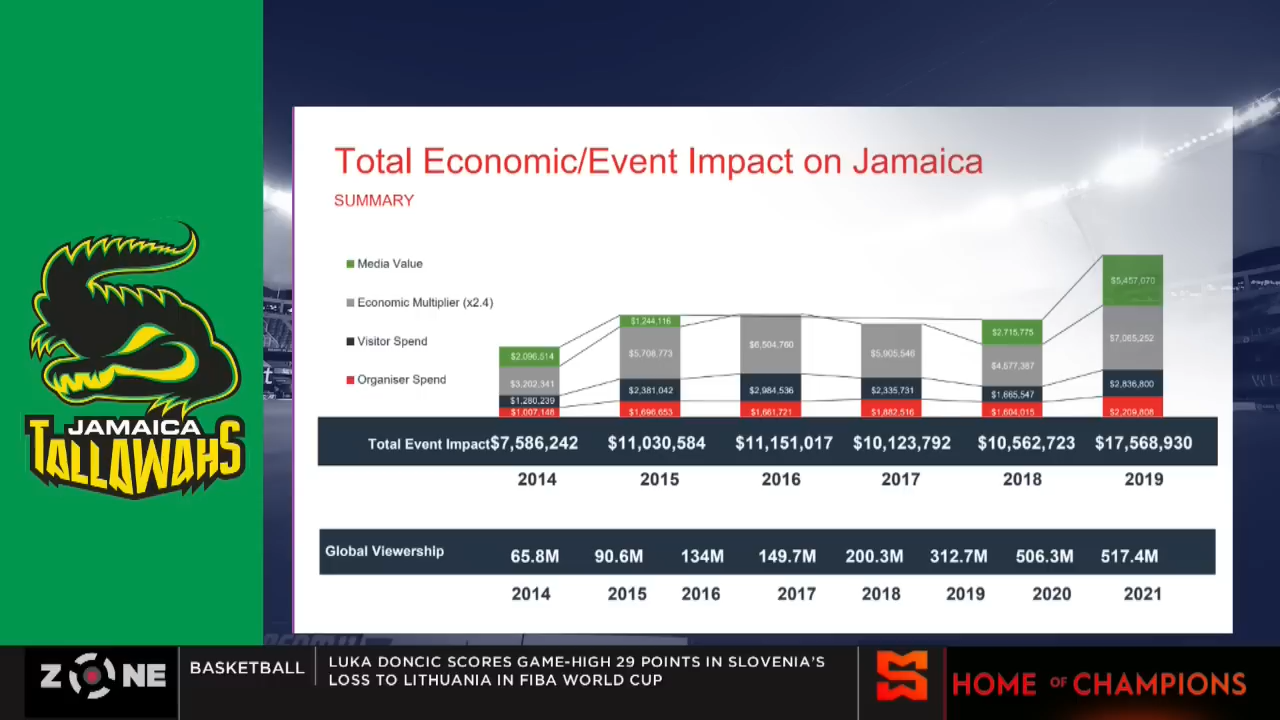 Total Economic/Event Impact on Jamaica
SUMMARY
Media Value
Economic Multiplier (x2.4)
Visitor Spend
Organiser Spend
$2,096,514
$3,202,341
$1,280,239
$1,007,148
$1,244,116
$5,708,773
$2,381,042
$1,696,653
$6,504,760
$2,984,536
$1,661,721
$5,905,546
$2,335,731
$1,882,516
$2,715,775
$4,577,387
$1,665,547
$1,604,015
$5,457,070
$7,065,252
$2,836,800
$2,209,808
Total Event Impact $7,586,242 $11,030,584 $11,151,017 $10,123,792 $10,562,723 $17,568,930
2014 2015 2016 2017 2018 2019
Global Viewership 65.8M 90.6M 134M 149.7M 200.3M 312.7M 506.3M 517.4M
2014 2015 2016 2017 2018 2019 2020 2021
JAMAICA
TALLAWAHS
ZONE
BASKETBALL
LUKA DONCIC SCORES GAME-HIGH 29 POINTS IN SLOVENIA'S
LOSS TO LITHUANIA IN FIBA WORLD CUP
HOME OF CHAMPIONS